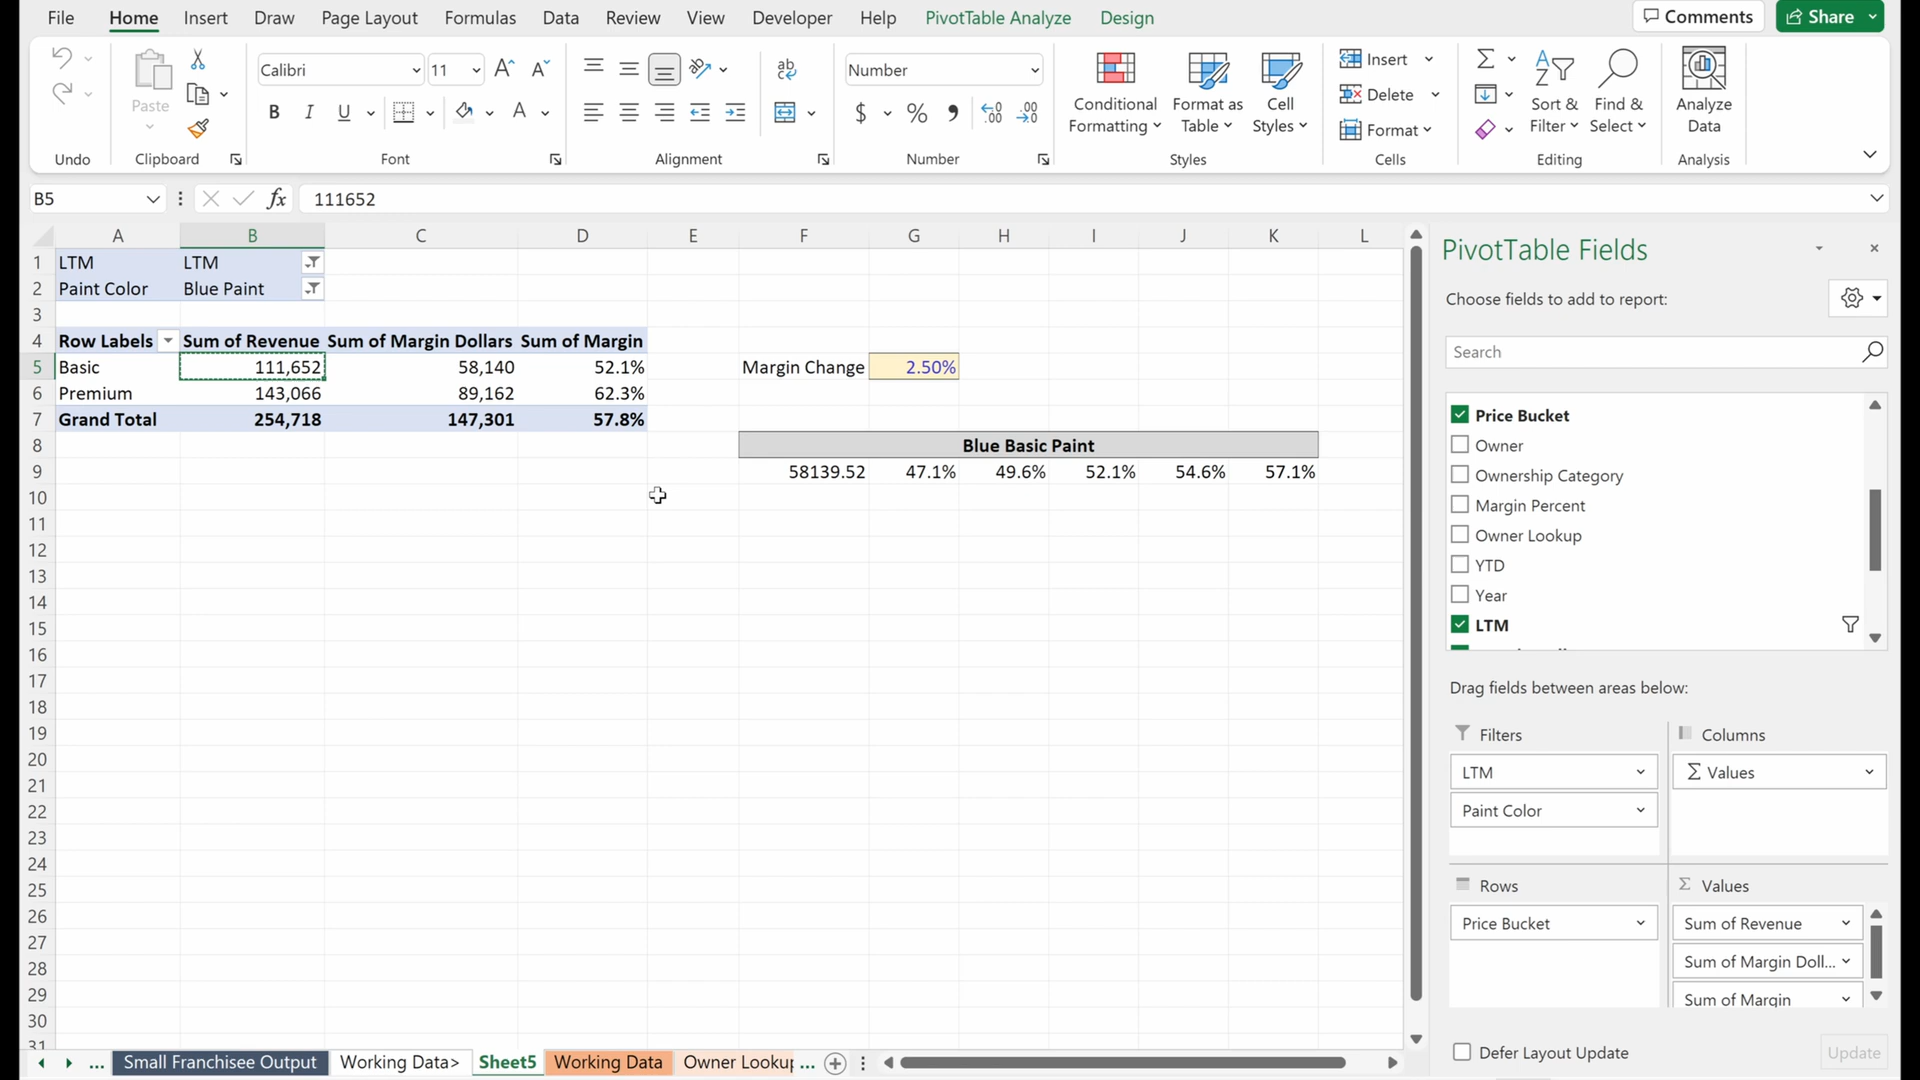 File Home Insert Draw Page Layout Formulas Data Review View Developer Help PivotTable Analyze Design Comments Share
Calibri 11 Number
Paste
B I U A $ % ,
Conditional Formatting Format as Table Cell Styles
Insert
Delete
Format
Sort & Filter Find & Select Analyze Data
Undo Clipboard Font Alignment Number Styles Cells Editing Analysis
B5 fx 111652
A B C D E F G H I J K L
1 LTM LTM
2 Paint Color Blue Paint
3
4 Row Labels Sum of Revenue Sum of Margin Dollars Sum of Margin
5 Basic 111,652 58,140 52.1% Margin Change 2.50%
6 Premium 143,066 89,162 62.3%
7 Grand Total 254,718 147,301 57.8%
8 Blue Basic Paint
9 58139.52 47.1% 49.6% 52.1% 54.6% 57.1%
10
11
12
13
14
15
16
17
18
19
20
21
22
23
24
25
26
27
28
29
30
31
... Small Franchisee Output Working Data> Sheet5 Working Data Owner Lookup ...
PivotTable Fields
Choose fields to add to report:
Search
Price Bucket
Owner
Ownership Category
Margin Percent
Owner Lookup
YTD
Year
LTM
Drag fields between areas below:
Filters
LTM
Paint Color
Columns
Σ Values
Rows
Price Bucket
Σ Values
Sum of Revenue
Sum of Margin Doll...
Sum of Margin
Defer Layout Update Update